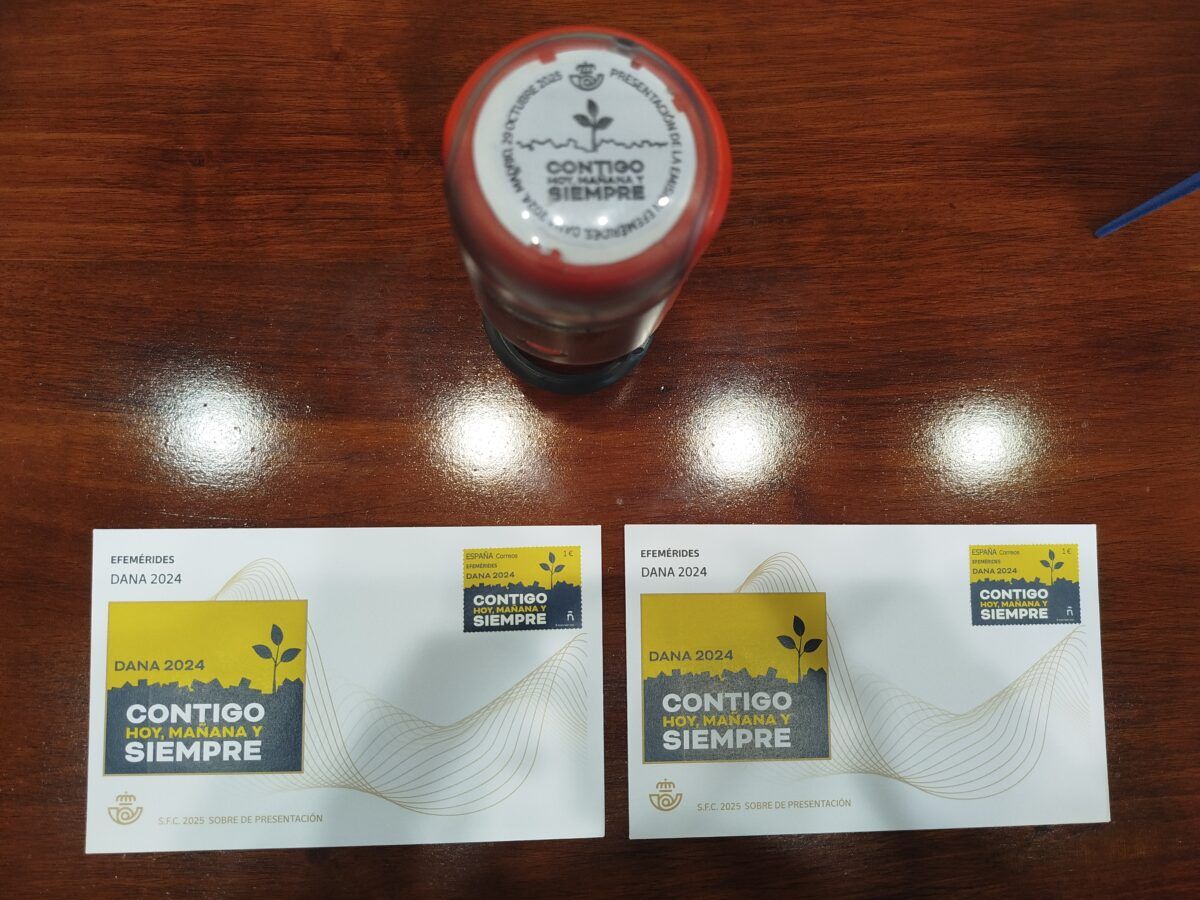 PRESENTACIÓN DE LA EMISIÓN EFEMÉRIDES. DANA 2024. MADRID, 29 OCTUBRE 2025
CONTIGO
HOY, MAÑANA Y
SIEMPRE
EFEMÉRIDES
DANA 2024
ESPAÑA Correos 1 €
EFEMÉRIDES
DANA 2024
CONTIGO
HOY, MAÑANA Y
SIEMPRE
ñ
DANA 2024
CONTIGO
HOY, MAÑANA Y
SIEMPRE
S.F.C. 2025 SOBRE DE PRESENTACIÓN
EFEMÉRIDES
DANA 2024
ESPAÑA Correos 1 €
EFEMÉRIDES
DANA 2024
CONTIGO
HOY, MAÑANA Y
SIEMPRE
ñ
DANA 2024
CONTIGO
HOY, MAÑANA Y
SIEMPRE
S.F.C. 2025 SOBRE DE PRESENTACIÓN